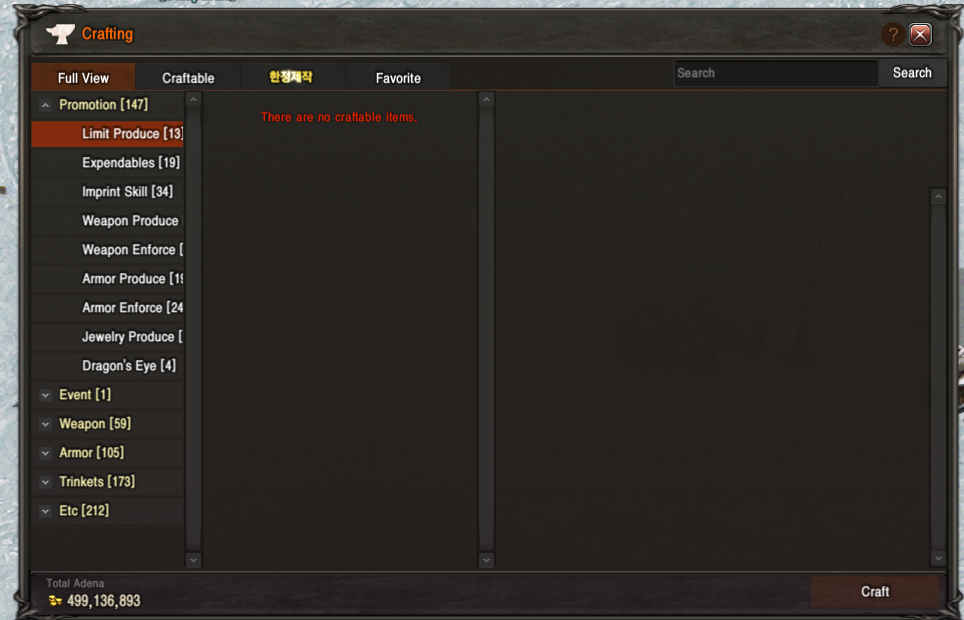 Crafting
?
Full View
Craftable
한정제작
Favorite
Search
Search
Promotion [147]
Limit Produce [13]
Expendables [19]
Imprint Skill [34]
Weapon Produce
Weapon Enforce [
Armor Produce [19
Armor Enforce [24
Jewelry Produce [
Dragon's Eye [4]
Event [1]
Weapon [59]
Armor [105]
Trinkets [173]
Etc [212]
There are no craftable items.
Total Adena
499,136,893
Craft